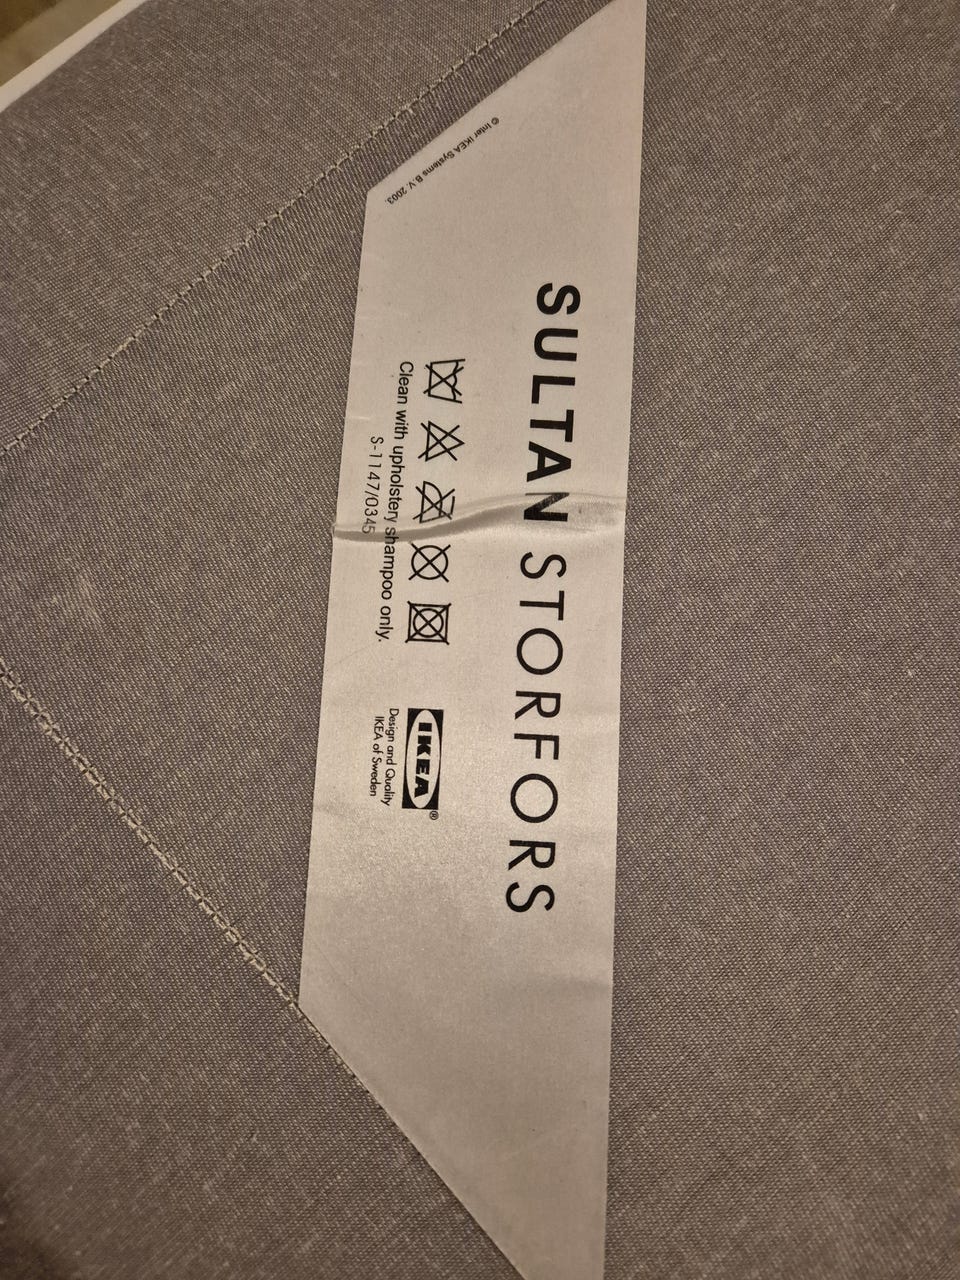 SULTAN STORFORS
Clean with upholstery shampoo only.
S-1147/0345
IKEA®
Design and Quality
IKEA of Sweden
© Inter IKEA Systems B.V. 2003.